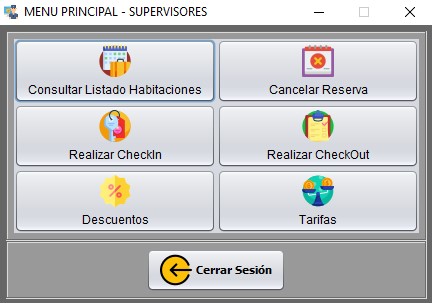 MENU PRINCIPAL - SUPERVISORES
Consultar Listado Habitaciones
Cancelar Reserva
Realizar CheckIn
Realizar CheckOut
Descuentos
Tarifas
Cerrar Sesión